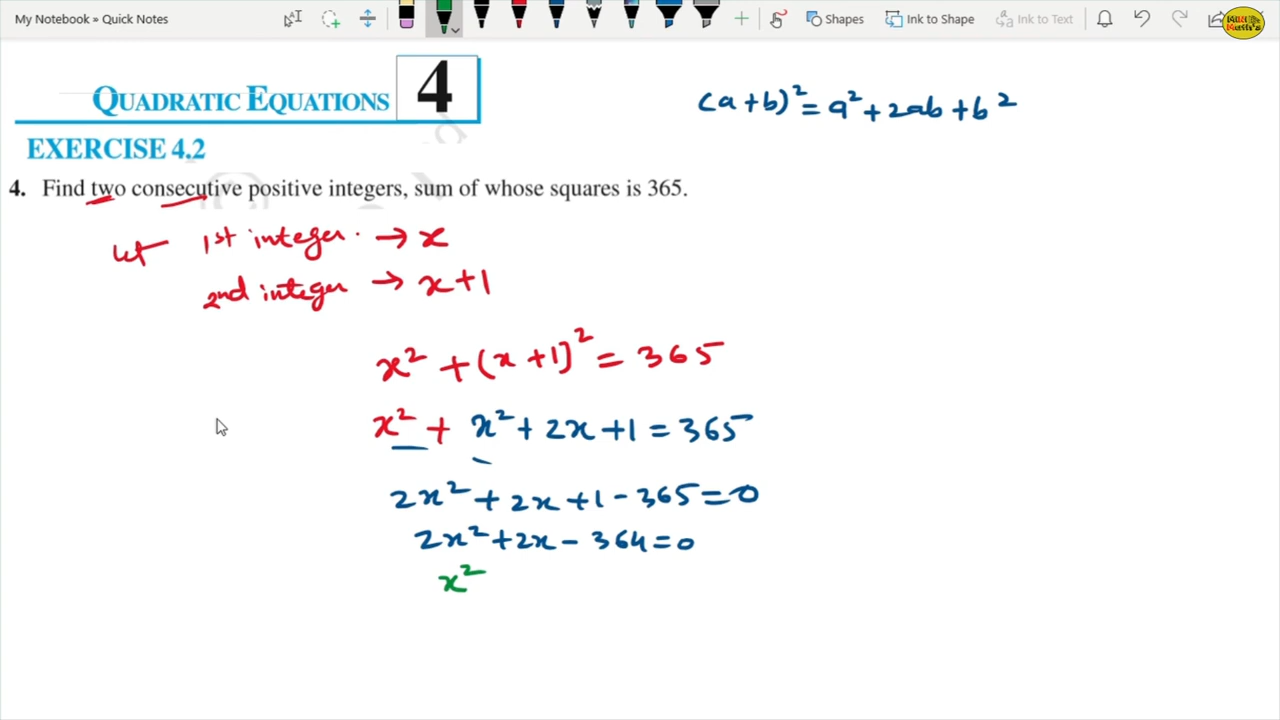 My Notebook » Quick Notes
Shapes
Ink to Shape
Ink to Text
QUADRATIC EQUATIONS 4
(a+b)² = a² + 2ab + b²
EXERCISE 4.2
4. Find two consecutive positive integers, sum of whose squares is 365.
let 1st integer. → x
2nd integer → x+1
x² + (x+1)² = 365
x² + x² + 2x + 1 = 365
2x² + 2x + 1 - 365 = 0
2x² + 2x - 364 = 0
x²